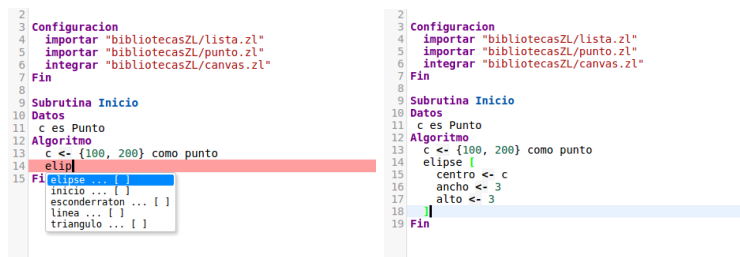 2
3 Configuracion
4 importar "bibliotecasZL/lista.zl"
5 importar "bibliotecasZL/punto.zl"
6 integrar "bibliotecasZL/canvas.zl"
7 Fin
8
9 Subrutina Inicio
10 Datos
11 c es Punto
12 Algoritmo
13 c <- {100, 200} como punto
14 elip
15 Fi
elipse ... [ ]
inicio ... [ ]
esconderraton ... [ ]
linea ... [ ]
triangulo ... [ ]
2
3 Configuracion
4 importar "bibliotecasZL/lista.zl"
5 importar "bibliotecasZL/punto.zl"
6 integrar "bibliotecasZL/canvas.zl"
7 Fin
8
9 Subrutina Inicio
10 Datos
11 c es Punto
12 Algoritmo
13 c <- {100, 200} como punto
14 elipse [
15 centro <- c
16 ancho <- 3
17 alto <- 3
18 ]
19 Fin